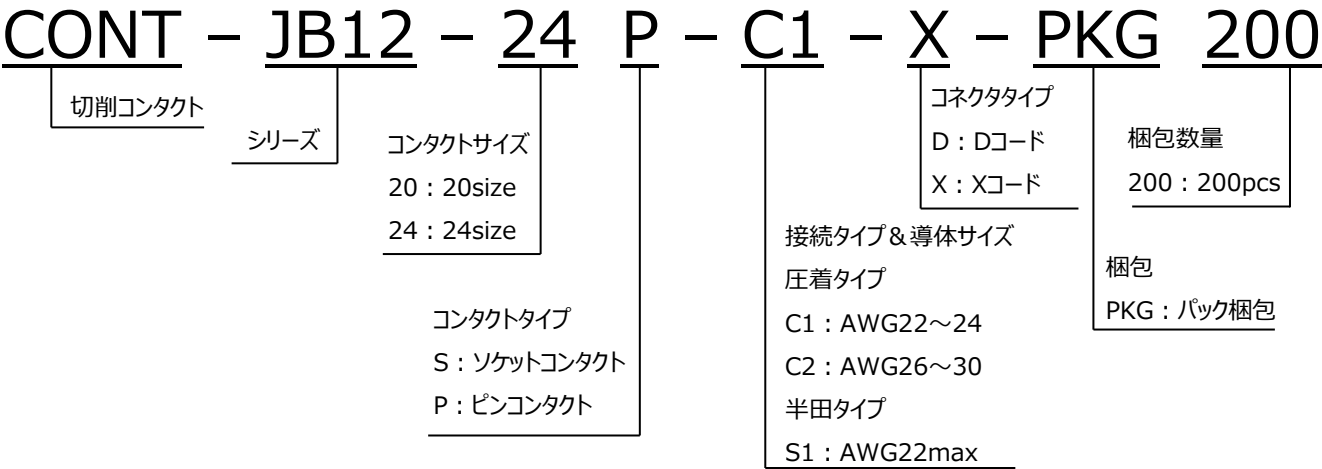 CONT － JB12 － 24 P － C1 － X － PKG 200
切削コンタクト
シリーズ
コンタクトサイズ
20：20size
24：24size
コンタクトタイプ
S：ソケットコンタクト
P：ピンコンタクト
接続タイプ＆導体サイズ
圧着タイプ
C1：AWG22～24
C2：AWG26～30
半田タイプ
S1：AWG22max
コネクタタイプ
D：Dコード
X：Xコード
梱包
PKG：パック梱包
梱包数量
200：200pcs